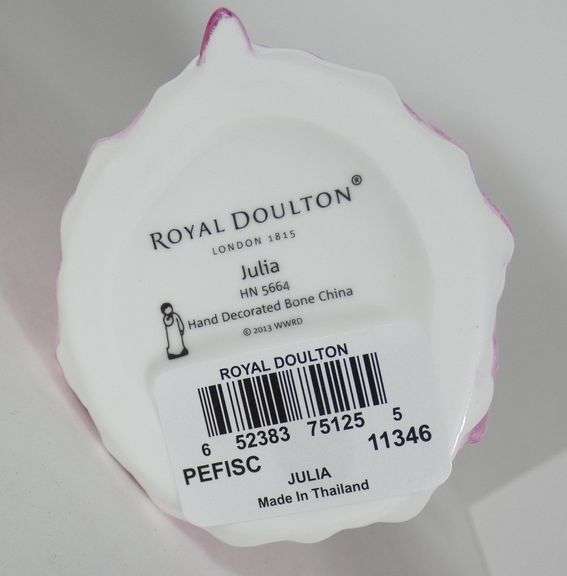 ROYAL DOULTON®
LONDON 1815
Julia
HN 5664
Hand Decorated Bone China
© 2013 WWRD
ROYAL DOULTON
6 52383 75125 5
PEFISC 11346
JULIA
Made In Thailand